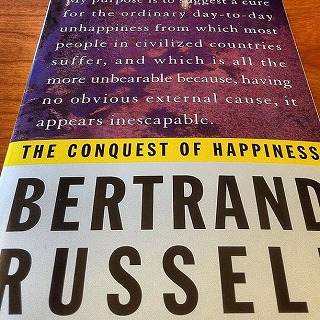 My purpose is to suggest a cure
for the ordinary day-to-day
unhappiness from which most
people in civilized countries
suffer, and which is all the
more unbearable because, having
no obvious external cause, it
appears inescapable.
THE CONQUEST OF HAPPINESS
BERTRAND
RUSSELL